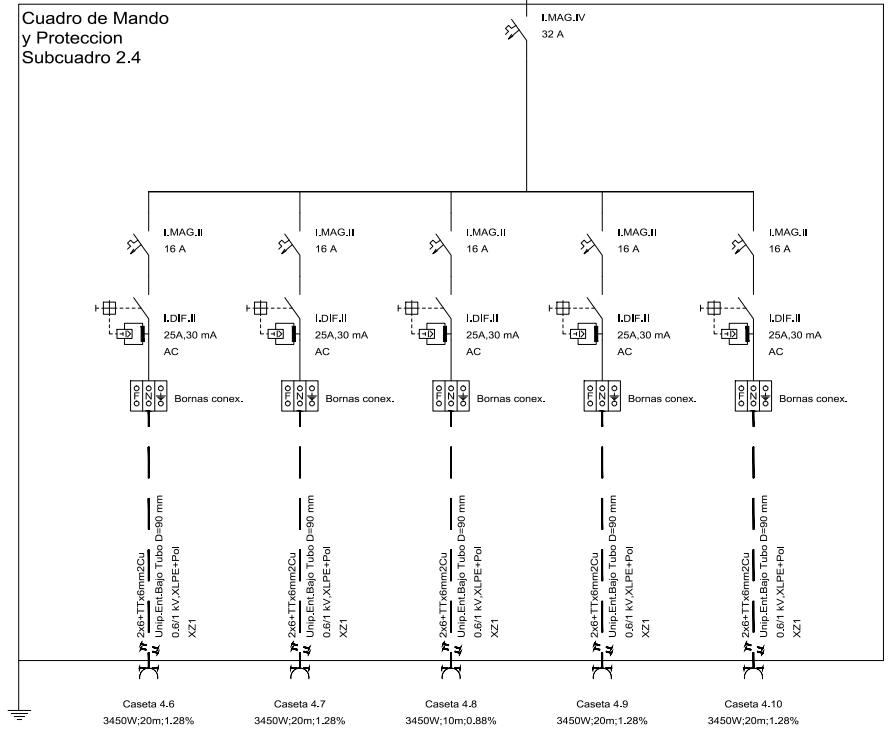 Cuadro de Mando
y Proteccion
Subcuadro 2.4
I.MAG.IV
32 A
I.MAG.II
16 A
I.MAG.II
16 A
I.MAG.II
16 A
I.MAG.II
16 A
I.MAG.II
16 A
I.DIF.II
25A,30 mA
AC
I.DIF.II
25A,30 mA
AC
I.DIF.II
25A,30 mA
AC
I.DIF.II
25A,30 mA
AC
I.DIF.II
25A,30 mA
AC
F N
Bornas conex.
F N
Bornas conex.
F N
Bornas conex.
F N
Bornas conex.
F N
Bornas conex.
2x6+TTx6mm2Cu
Unip.Ent.Bajo Tubo D=90 mm
0.6/1 kV,XLPE+Pol
XZ1
2x6+TTx6mm2Cu
Unip.Ent.Bajo Tubo D=90 mm
0.6/1 kV,XLPE+Pol
XZ1
2x6+TTx6mm2Cu
Unip.Ent.Bajo Tubo D=90 mm
0.6/1 kV,XLPE+Pol
XZ1
2x6+TTx6mm2Cu
Unip.Ent.Bajo Tubo D=90 mm
0.6/1 kV,XLPE+Pol
XZ1
2x6+TTx6mm2Cu
Unip.Ent.Bajo Tubo D=90 mm
0.6/1 kV,XLPE+Pol
XZ1
Caseta 4.6
3450W;20m;1.28%
Caseta 4.7
3450W;20m;1.28%
Caseta 4.8
3450W;10m;0.88%
Caseta 4.9
3450W;20m;1.28%
Caseta 4.10
3450W;20m;1.28%